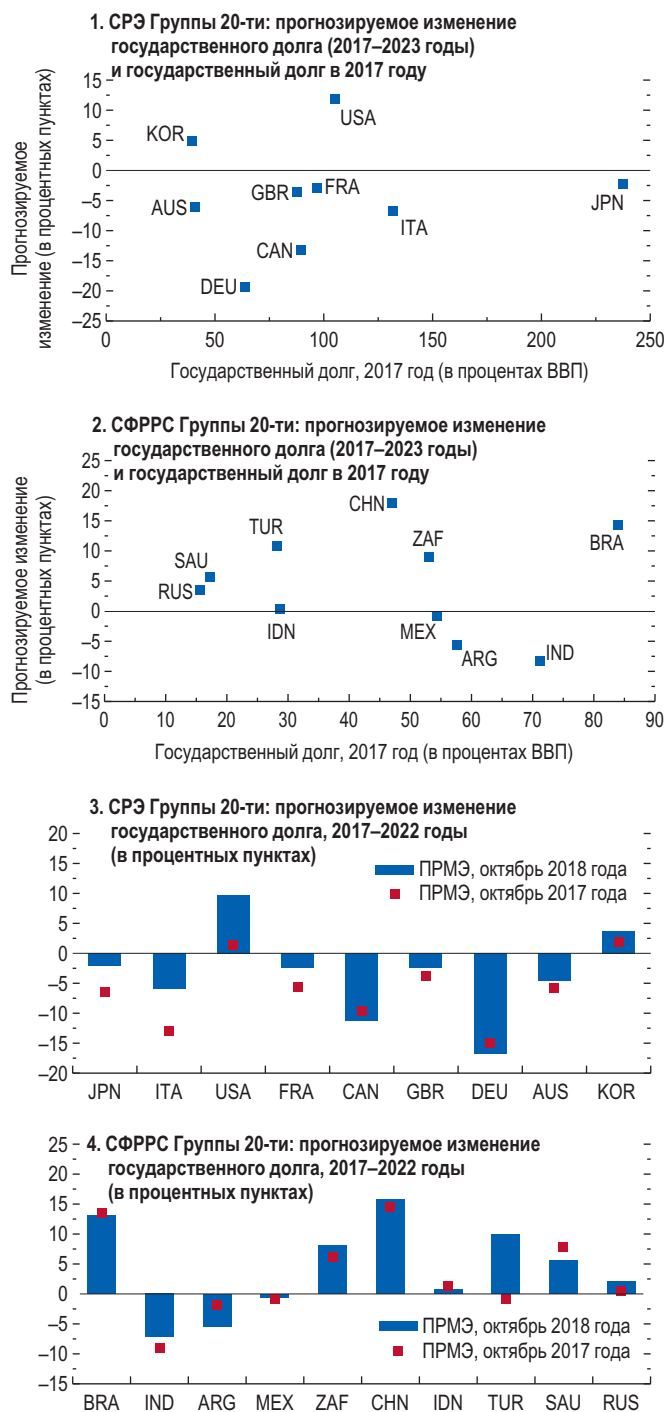 1. СРЭ Группы 20-ти: прогнозируемое изменение
государственного долга (2017–2023 годы)
и государственный долг в 2017 году
Прогнозируемое
изменение (в процентных пунктах)
15
10
5
0
–5
–10
–15
–20
–25
KOR
USA
AUS
GBR
FRA
JPN
ITA
CAN
DEU
0 50 100 150 200 250
Государственный долг, 2017 год (в процентах ВВП)
2. СФРРС Группы 20-ти: прогнозируемое изменение
государственного долга (2017–2023 годы)
и государственный долг в 2017 году
Прогнозируемое изменение
(в процентных пунктах)
25
20
15
10
5
0
–5
–10
–15
CHN
TUR
ZAF
BRA
SAU
RUS
IDN
MEX
ARG
IND
0 10 20 30 40 50 60 70 80 90
Государственный долг, 2017 год (в процентах ВВП)
3. СРЭ Группы 20-ти: прогнозируемое изменение
государственного долга, 2017–2022 годы
(в процентных пунктах)
ПРМЭ, октябрь 2018 года
ПРМЭ, октябрь 2017 года
20
15
10
5
0
–5
–10
–15
–20
JPN ITA USA FRA CAN GBR DEU AUS KOR
4. СФРРС Группы 20-ти: прогнозируемое изменение
государственного долга, 2017–2022 годы
(в процентных пунктах)
25
20
15
10
5
0
–5
–10
–15
ПРМЭ, октябрь 2018 года
ПРМЭ, октябрь 2017 года
BRA IND ARG MEX ZAF CHN IDN TUR SAU RUS